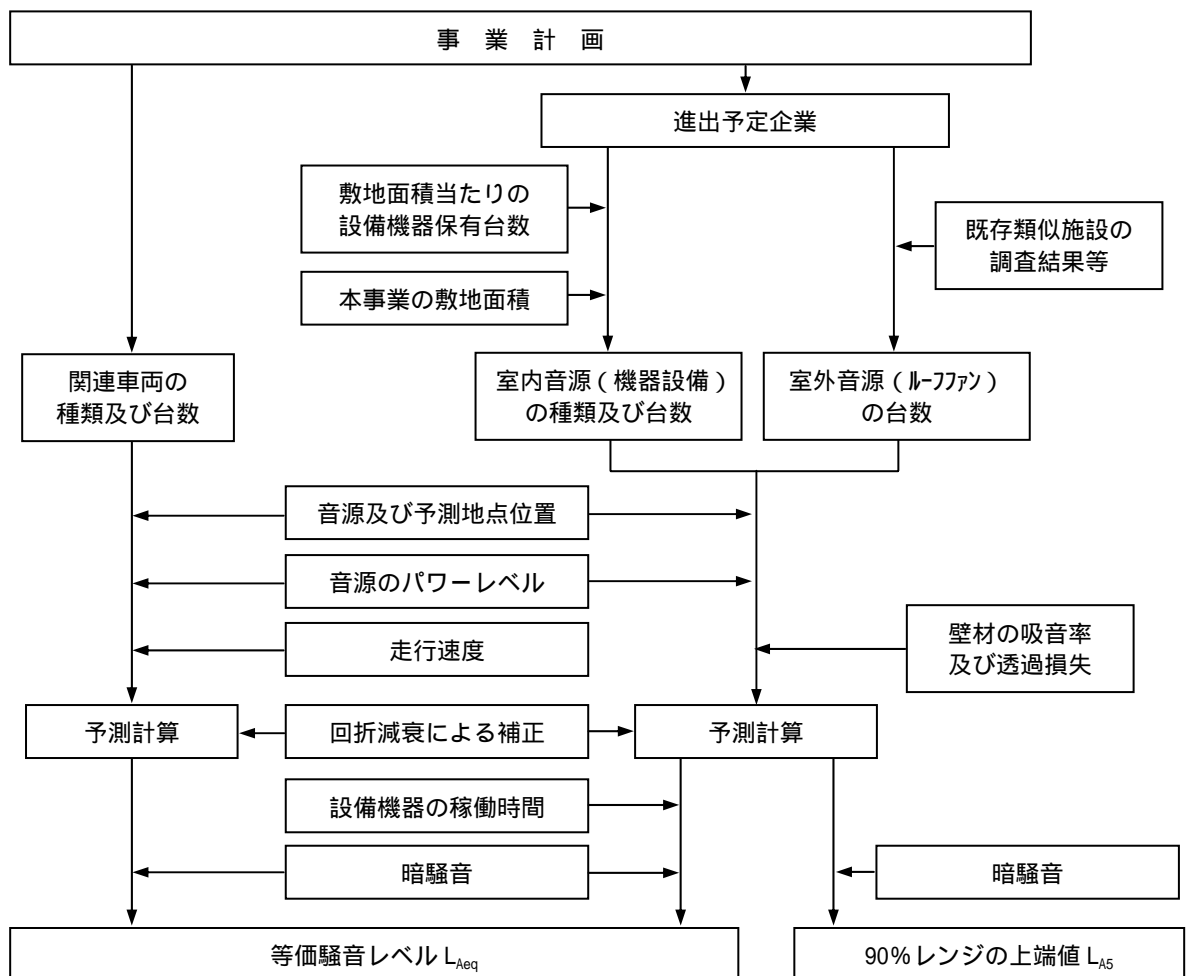 事 業 計 画
進出予定企業
敷地面積当たりの
設備機器保有台数
既存類似施設の
調査結果等
本事業の敷地面積
関連車両の
種類及び台数
室内音源（機器設備）
の種類及び台数
室外音源（ﾙｰﾌﾌｧﾝ）
の台数
音源及び予測地点位置
音源のパワーレベル
走行速度
壁材の吸音率
及び透過損失
予測計算
回折減衰による補正
予測計算
設備機器の稼働時間
暗騒音
暗騒音
等価騒音レベル LAeq
90%レンジの上端値 LA5